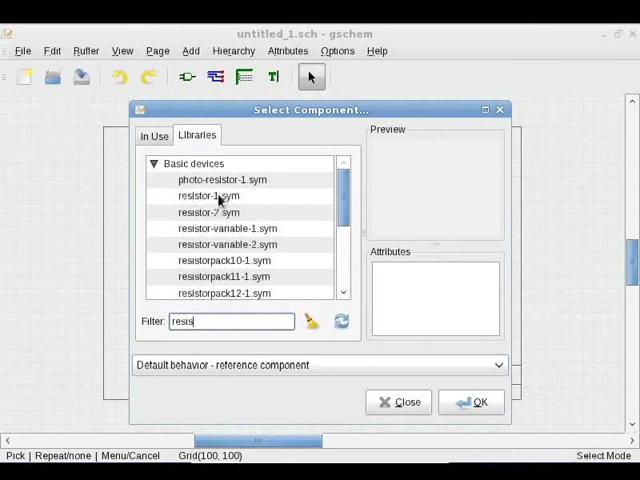 untitled_1.sch - gschem
File Edit Buffer View Page Add Hierarchy Attributes Options Help
Select Component...
In Use Libraries
Preview
Basic devices
photo-resistor-1.sym
resistor-1.sym
resistor-2.sym
resistor-variable-1.sym
resistor-variable-2.sym
resistorpack10-1.sym
resistorpack11-1.sym
resistorpack12-1.sym
Attributes
Filter: resis
Default behavior - reference component
Close OK
Pick | Repeat/none | Menu/Cancel Grid(100, 100) Select Mode